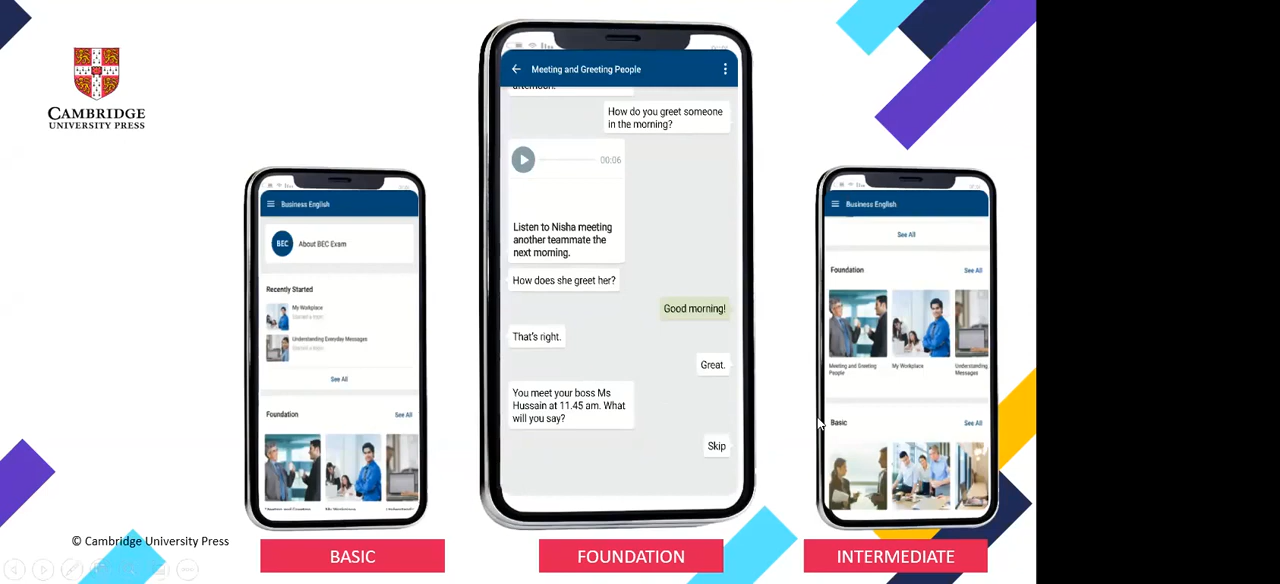 CAMBRIDGE
UNIVERSITY PRESS
Business English
BEC
About BEC Exam
Recently Started
My Workplace
Understanding Everyday Messages
See All
Foundation
See All
My Workplace
Meeting and Greeting People
afternoon.
How do you greet someone
in the morning?
00:06
Listen to Nisha meeting
another teammate the
next morning.
How does she greet her?
Good morning!
That's right.
Great.
You meet your boss Ms
Hussain at 11.45 am. What
will you say?
Skip
Business English
See All
Foundation
See All
Meeting and Greeting
People
My Workplace
Understanding
Messages
Basic
See All
© Cambridge University Press
BASIC
FOUNDATION
INTERMEDIATE